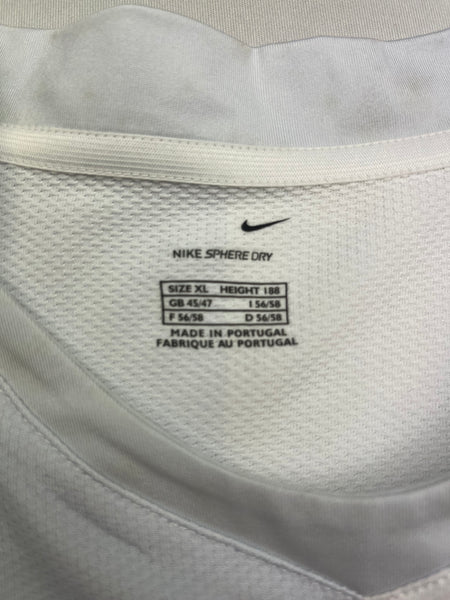 NIKE SPHERE DRY
SIZE XL HEIGHT 188
GB 45/47 I 56/58
F 56/58 D 56/58
MADE IN PORTUGAL
FABRIQUE AU PORTUGAL